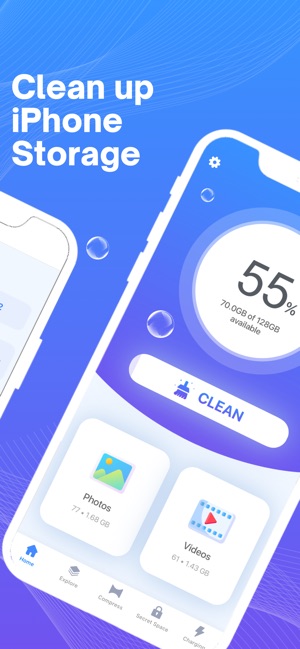 Clean up
iPhone
Storage
55%
70.0GB of 128GB
available
CLEAN
Photos
77 • 1.68 GB
Videos
61 • 1.43 GB
Home
Explore
Compress
Secret Space